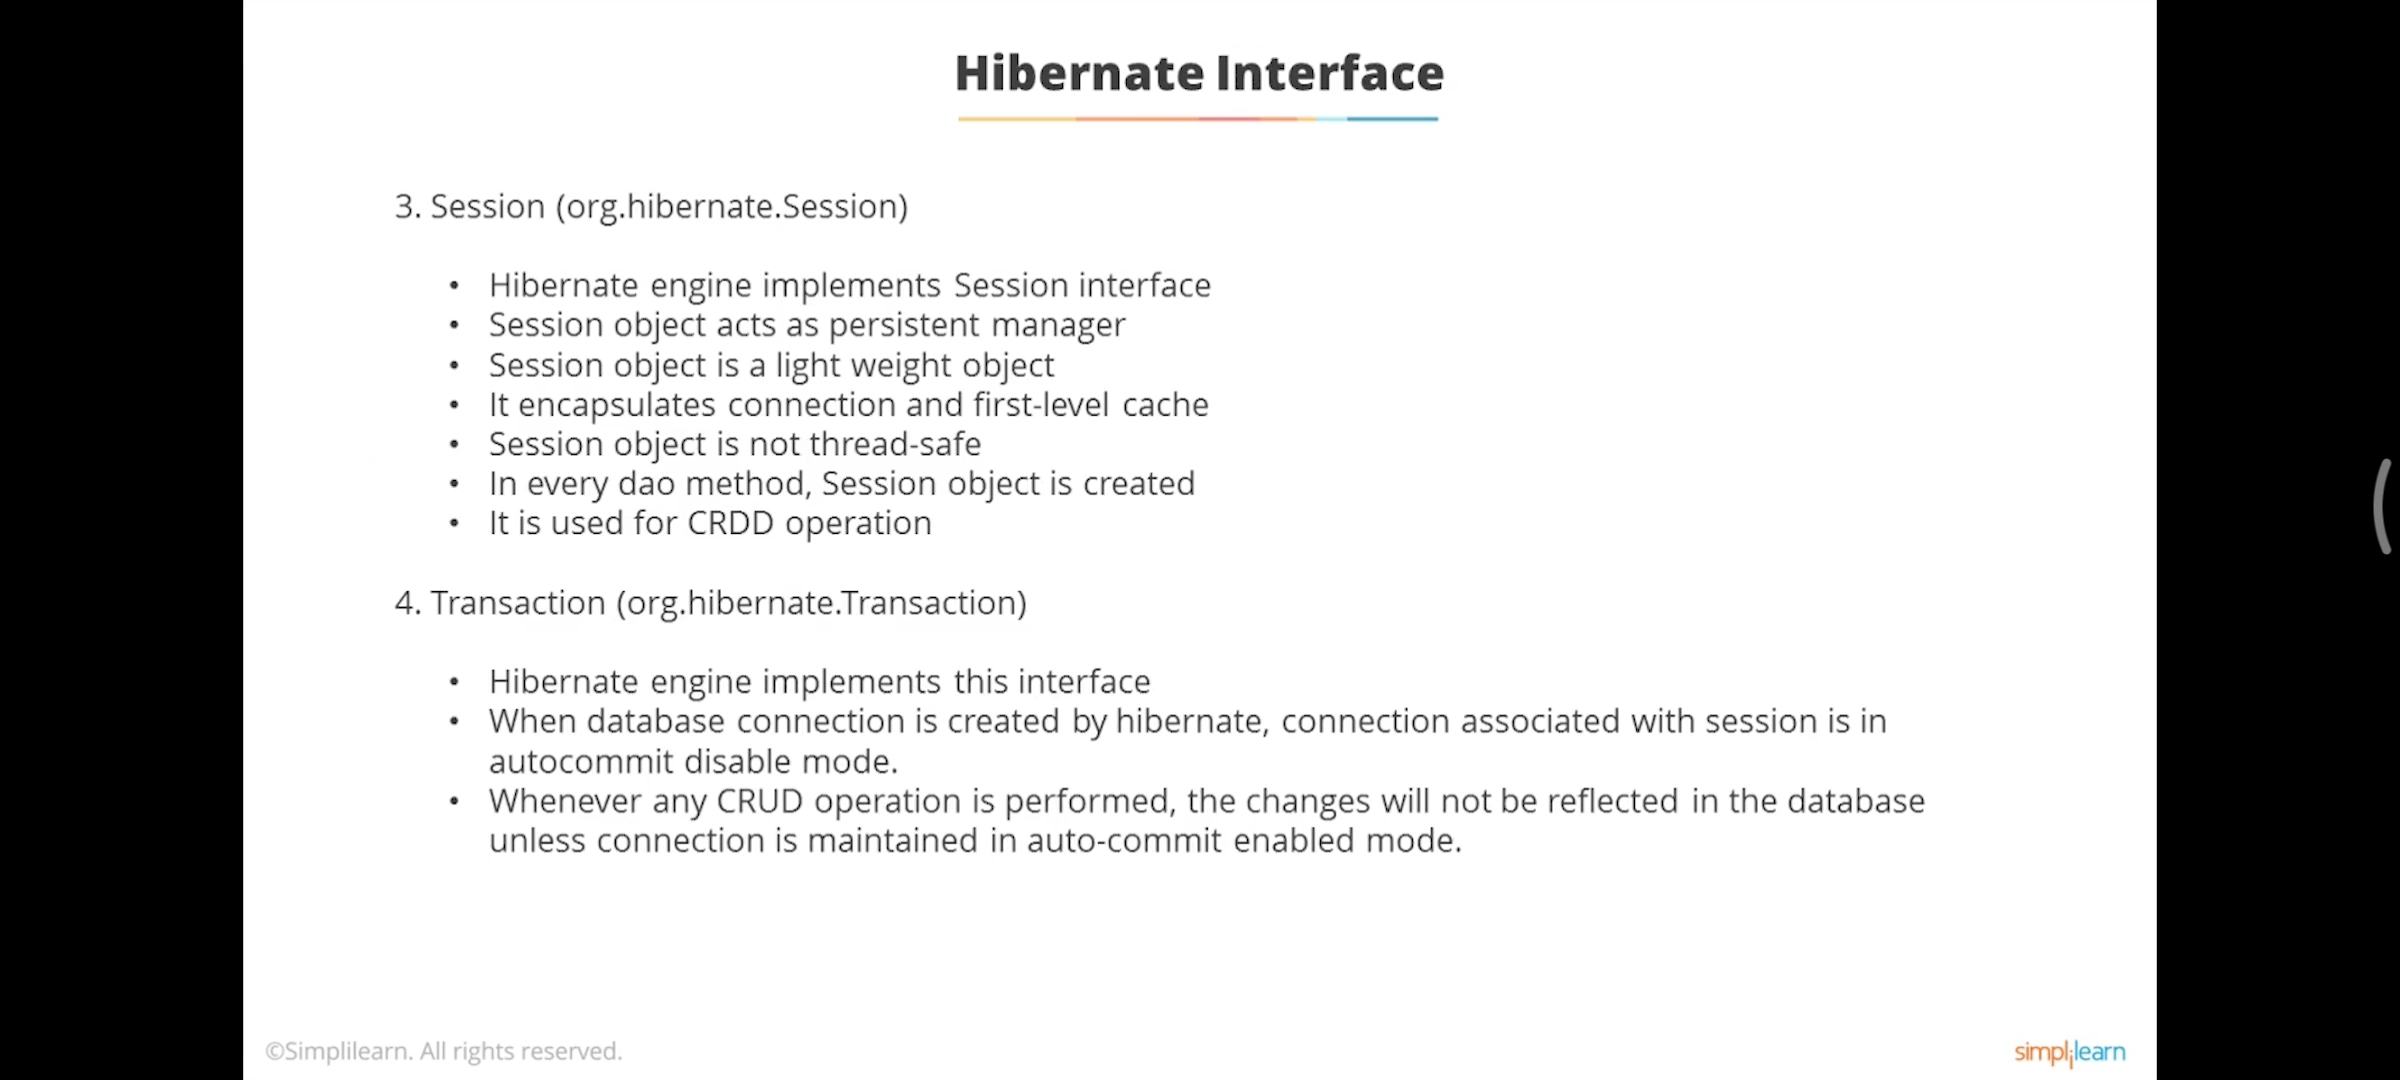 Hibernate Interface
3. Session (org.hibernate.Session)
• Hibernate engine implements Session interface
• Session object acts as persistent manager
• Session object is a light weight object
• It encapsulates connection and first-level cache
• Session object is not thread-safe
• In every dao method, Session object is created
• It is used for CRDD operation
4. Transaction (org.hibernate.Transaction)
• Hibernate engine implements this interface
• When database connection is created by hibernate, connection associated with session is in
autocommit disable mode.
• Whenever any CRUD operation is performed, the changes will not be reflected in the database
unless connection is maintained in auto-commit enabled mode.
©Simplilearn. All rights reserved.
simplilearn